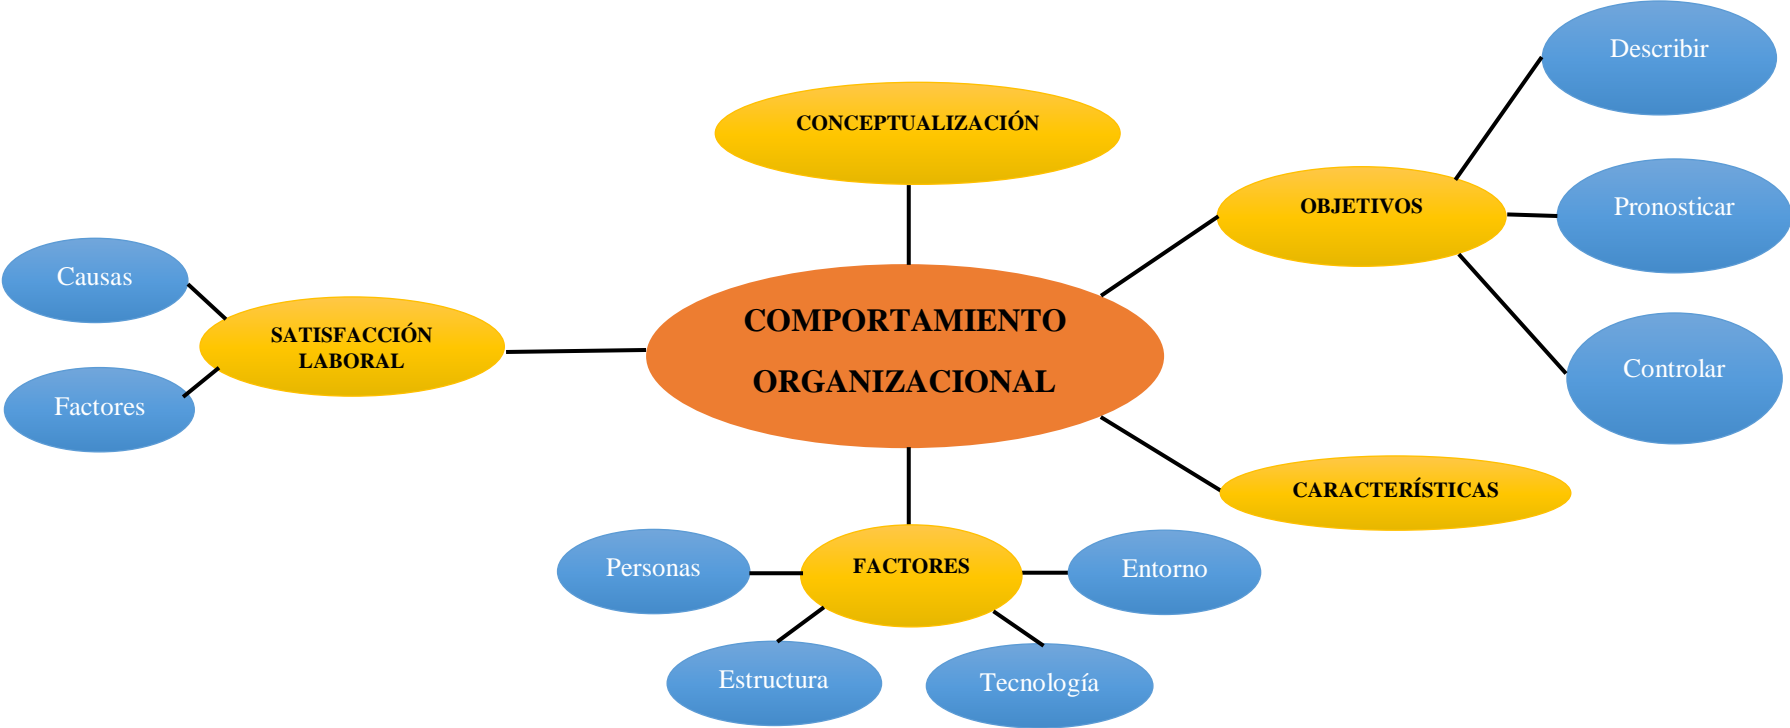 Describir
CONCEPTUALIZACIÓN
OBJETIVOS
Pronosticar
Causas
COMPORTAMIENTO
ORGANIZACIONAL
SATISFACCIÓN
LABORAL
Controlar
Factores
CARACTERÍSTICAS
Personas
FACTORES
Entorno
Estructura
Tecnología